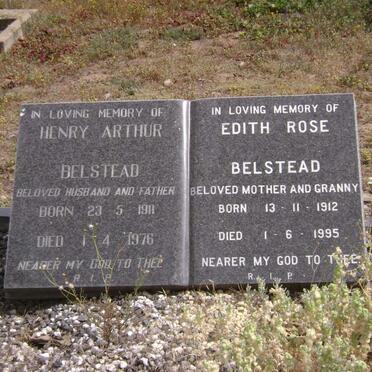 IN LOVING MEMORY OF
HENRY ARTHUR
BELSTEAD
BELOVED HUSBAND AND FATHER
BORN 23 - 5 - 1911
DIED 1 - 4 - 1976
NEARER MY GOD TO THEE
R. I. P.
IN LOVING MEMORY OF
EDITH ROSE
BELSTEAD
BELOVED MOTHER AND GRANNY
BORN 13 - 11 - 1912
DIED 1 - 6 - 1995
NEARER MY GOD TO THEE
R. I. P.